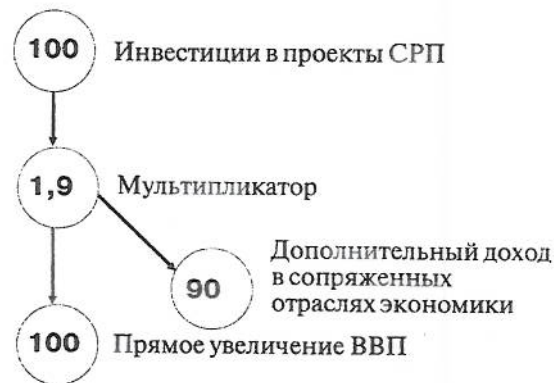 100 Инвестиции в проекты СРП
1,9 Мультипликатор
90
Дополнительный доход
в сопряженных
отраслях экономики
100 Прямое увеличение ВВП